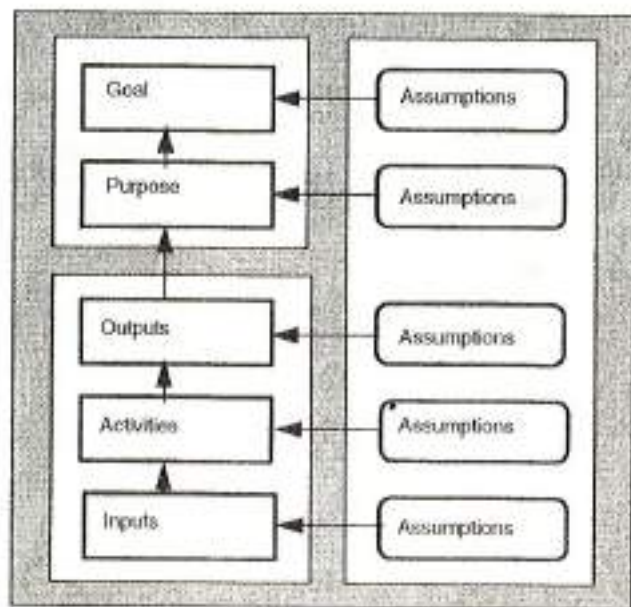 Goal
Assumptions
Purpose
Assumptions
Outputs
Assumptions
Activities
Assumptions
Inputs
Assumptions